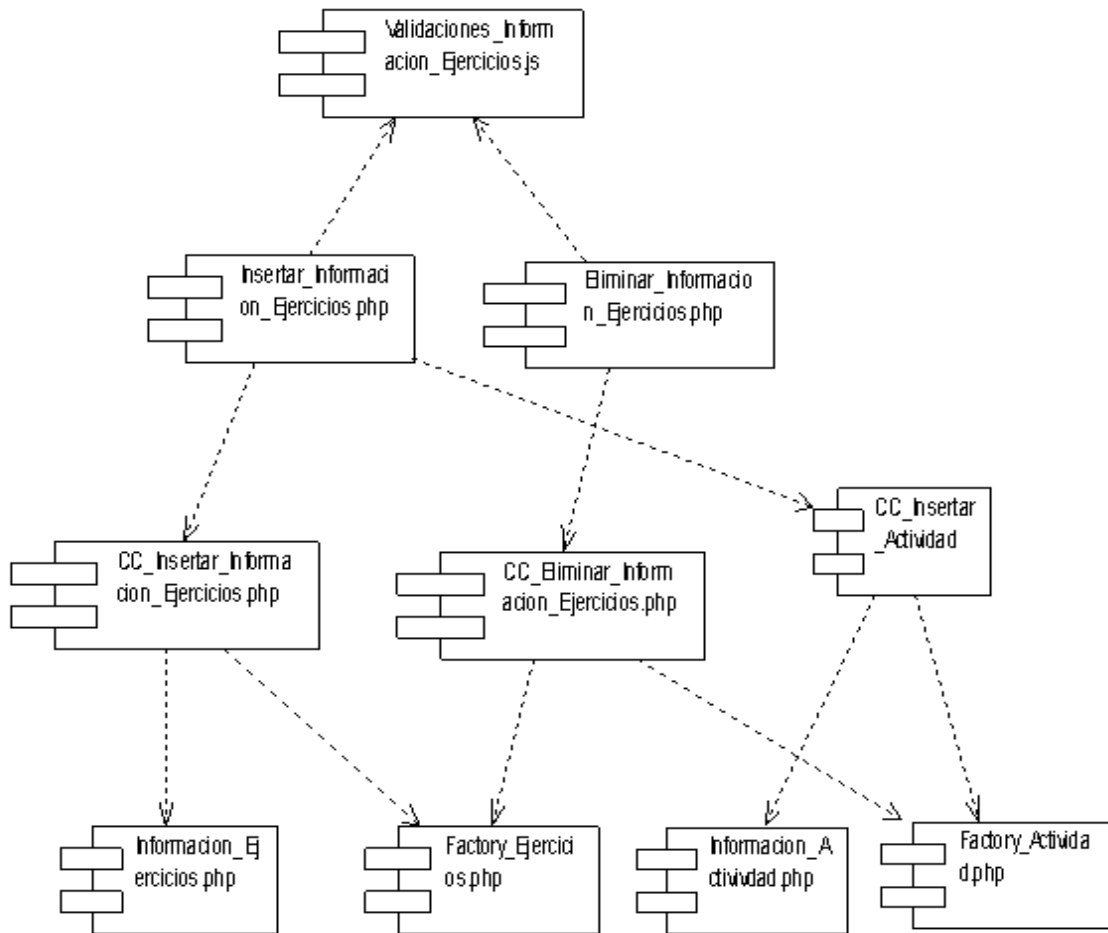 Validaciones_Inform
acion_Ejercicios.js
Insertar_Informaci
on_Ejercicios.php
Eliminar_Informacio
n_Ejercicios.php
CC_Insertar
_Actividad
CC_Insertar_Informa
cion_Ejercicios.php
CC_Eliminar_Inform
acion_Ejercicios.php
Informacion_Ej
ercicios.php
Factory_Ejercici
os.php
Informacion_A
ctivivdad.php
Factory_Activida
d.php